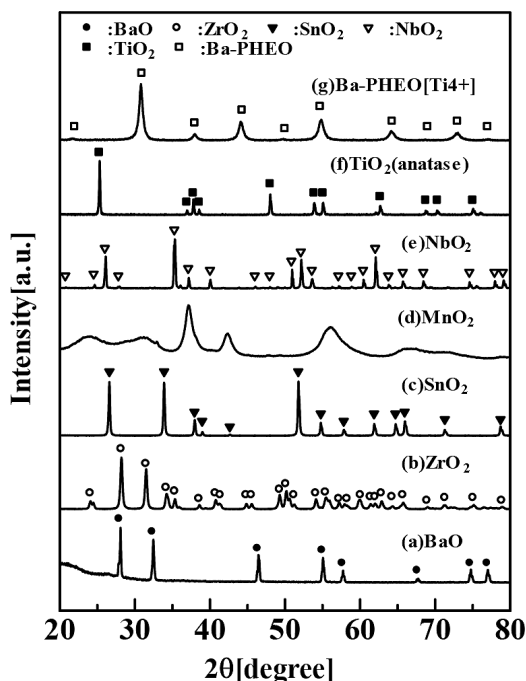 ● :BaO ○ :ZrO₂ ▼ :SnO₂ ▽ :NbO₂
■ :TiO₂ □ :Ba-PHEO
(g)Ba-PHEO[Ti4+]
(f)TiO₂(anatase)
(e)NbO₂
(d)MnO₂
(c)SnO₂
(b)ZrO₂
(a)BaO
Intensity[a.u.]
20 30 40 50 60 70 80
2θ[degree]